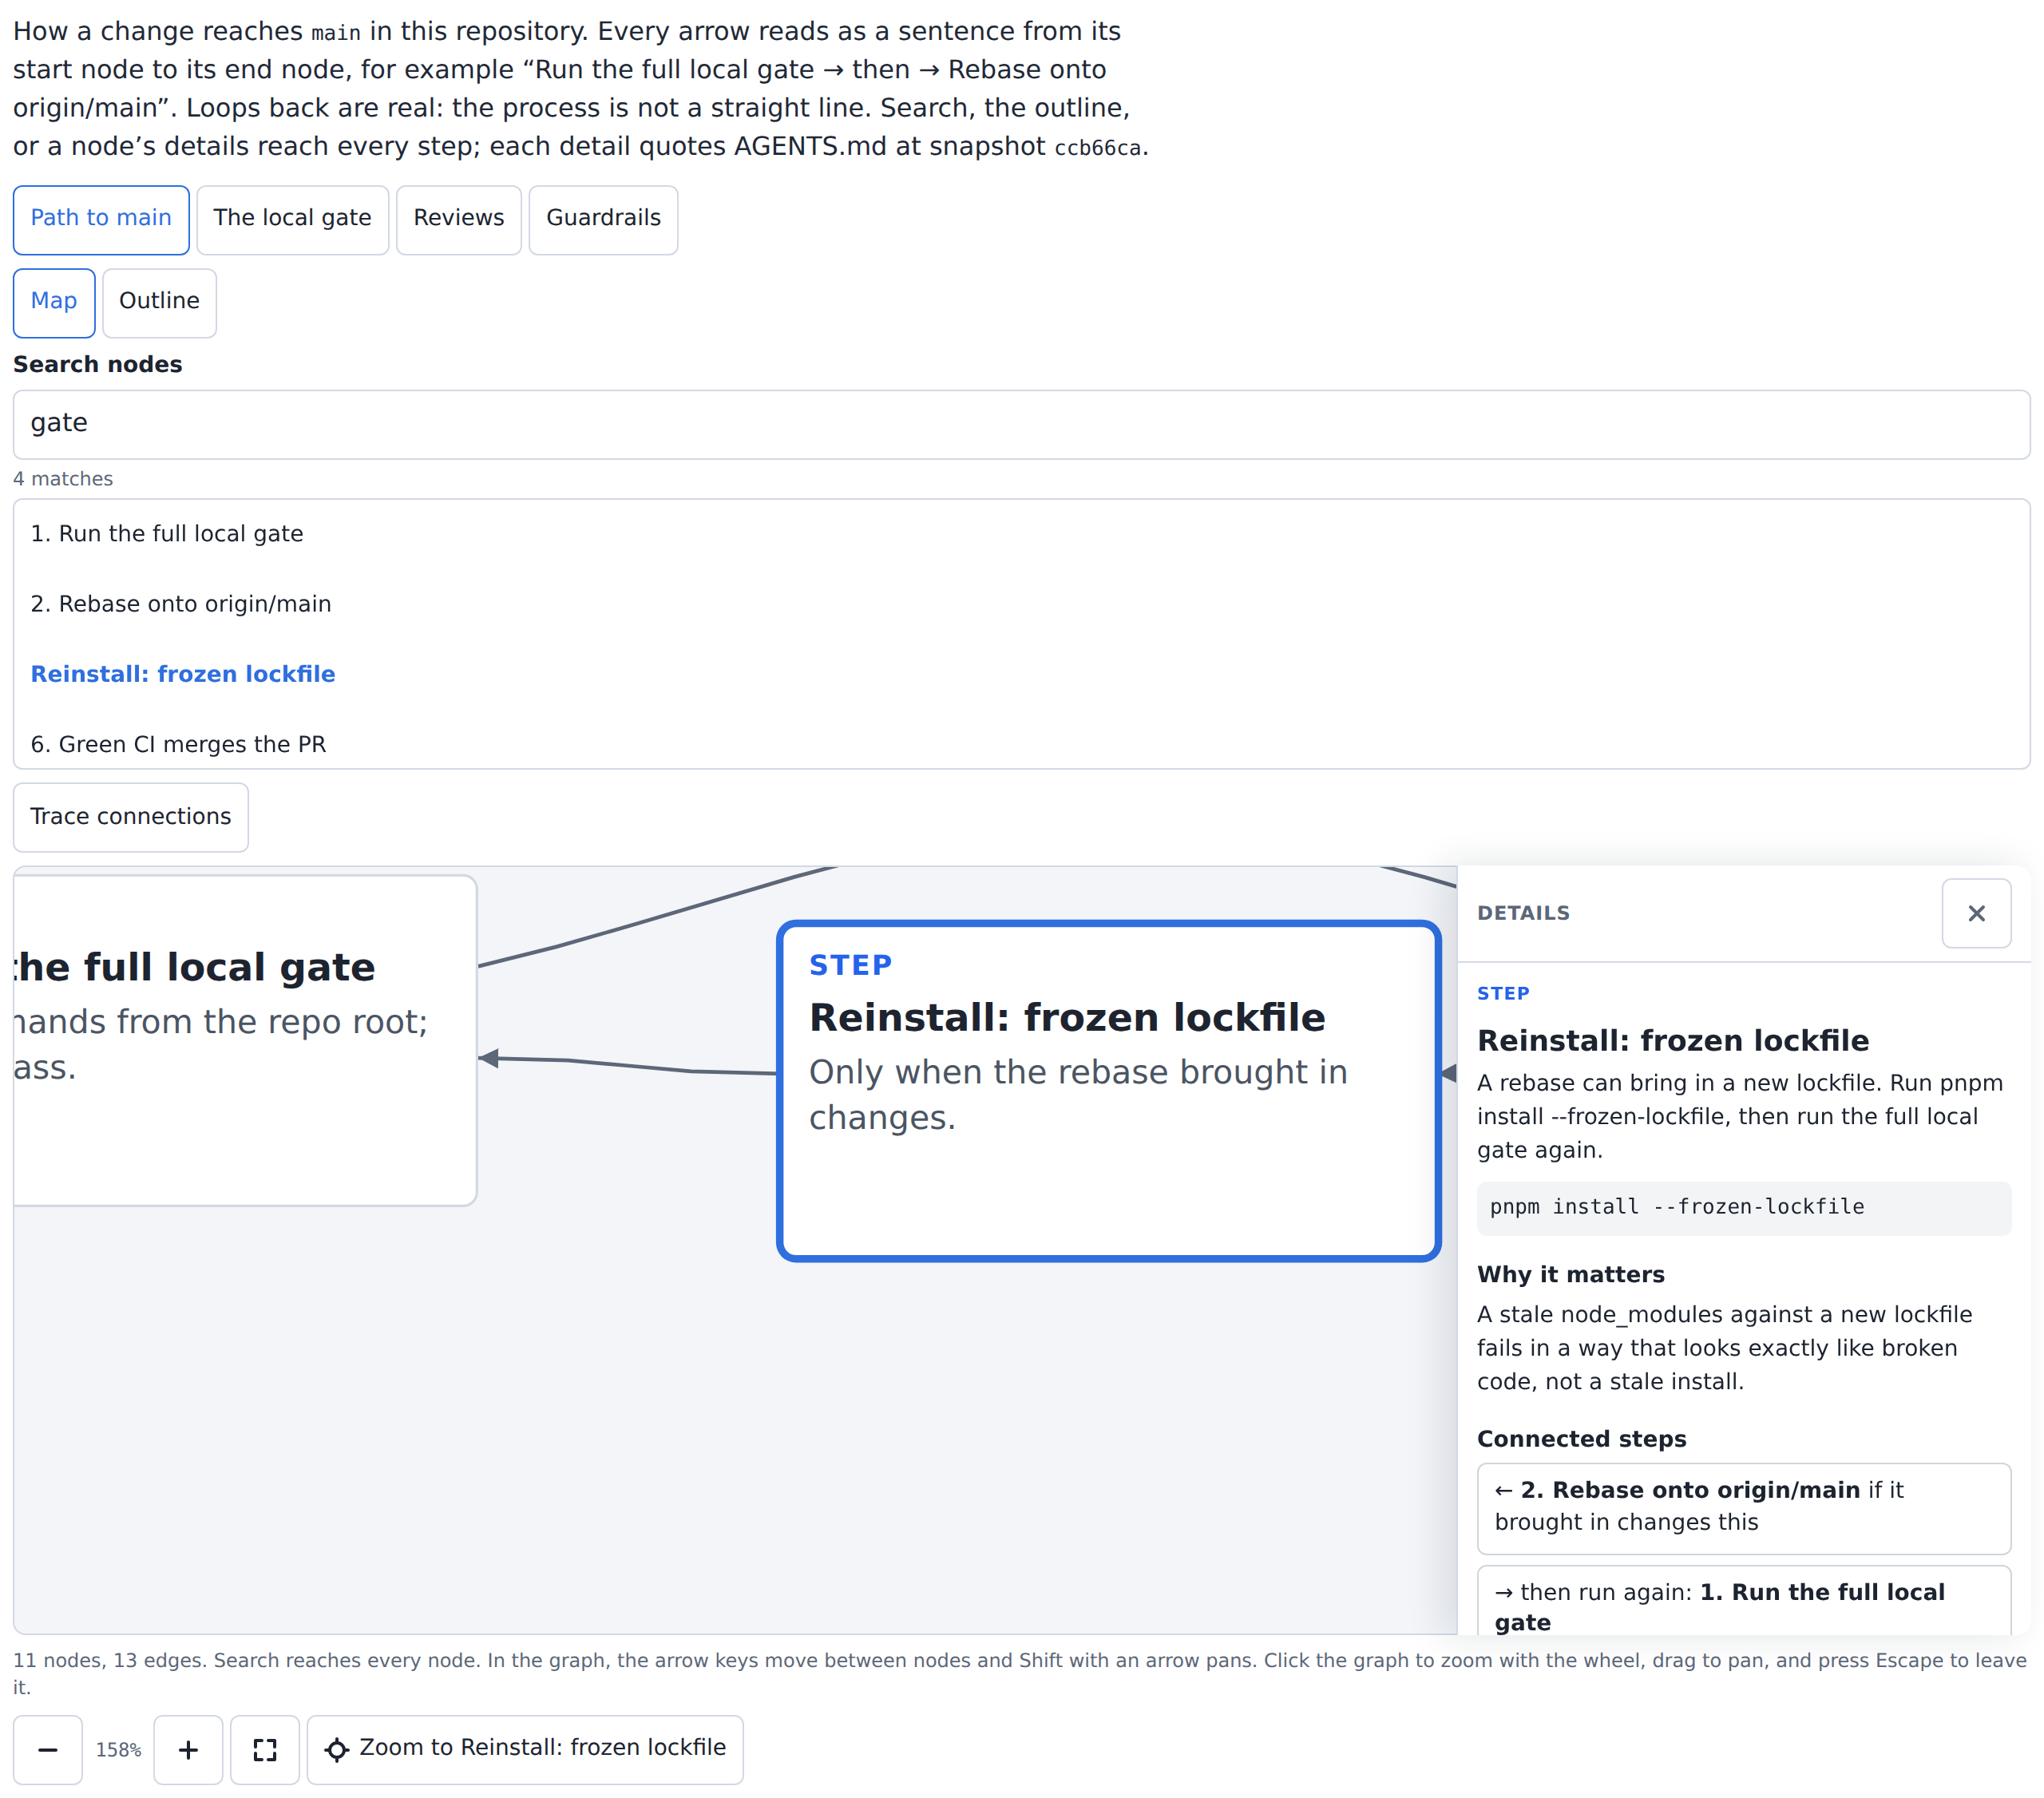 How a change reaches main in this repository. Every arrow reads as a sentence from its
start node to its end node, for example “Run the full local gate → then → Rebase onto
origin/main”. Loops back are real: the process is not a straight line. Search, the outline,
or a node’s details reach every step; each detail quotes AGENTS.md at snapshot ccb66ca.
Path to main
The local gate
Reviews
Guardrails
Map
Outline
Search nodes
gate
4 matches
1. Run the full local gate
2. Rebase onto origin/main
Reinstall: frozen lockfile
6. Green CI merges the PR
Trace connections
the full local gate
ands from the repo root;
ass.
STEP
Reinstall: frozen lockfile
Only when the rebase brought in
changes.
DETAILS
STEP
Reinstall: frozen lockfile
A rebase can bring in a new lockfile. Run pnpm
install --frozen-lockfile, then run the full local
gate again.
pnpm install --frozen-lockfile
Why it matters
A stale node_modules against a new lockfile
fails in a way that looks exactly like broken
code, not a stale install.
Connected steps
← 2. Rebase onto origin/main if it
brought in changes this
→ then run again: 1. Run the full local
gate
11 nodes, 13 edges. Search reaches every node. In the graph, the arrow keys move between nodes and Shift with an arrow pans. Click the graph to zoom with the wheel, drag to pan, and press Escape to leave
it.
158%
Zoom to Reinstall: frozen lockfile